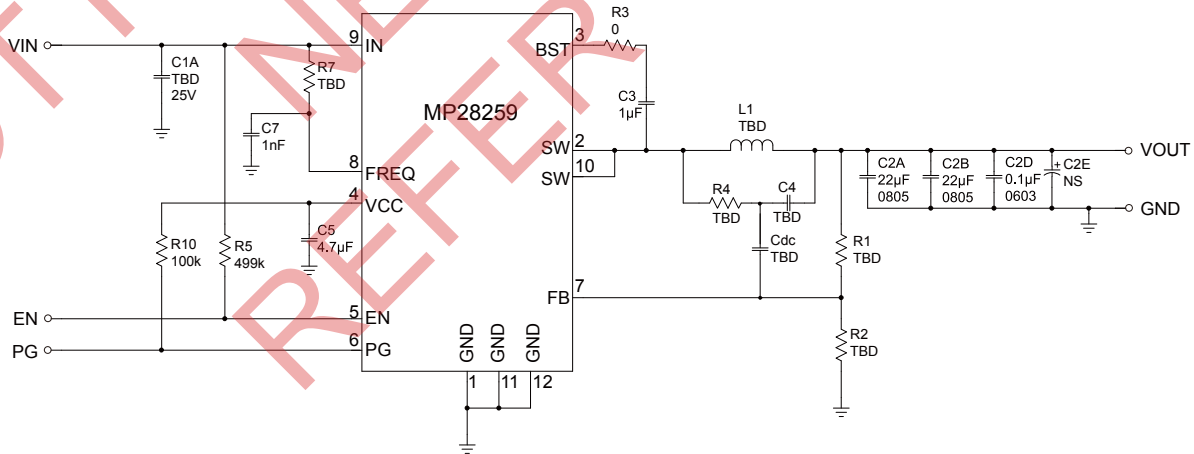 VIN
C1A
TBD
25V
R7
TBD
C7
1nF
9
IN
8
FREQ
4
VCC
R10
100k
R5
499k
C5
4.7µF
EN
5
EN
PG
6
PG
MP28259
GND
GND
GND
1
11
12
3
BST
R3
0
C3
1µF
SW
2
SW
10
L1
TBD
R4
TBD
C4
TBD
Cdc
TBD
FB
7
R1
TBD
R2
TBD
C2A
22µF
0805
C2B
22µF
0805
C2D
0.1µF
0603
+
C2E
NS
VOUT
GND
REFER